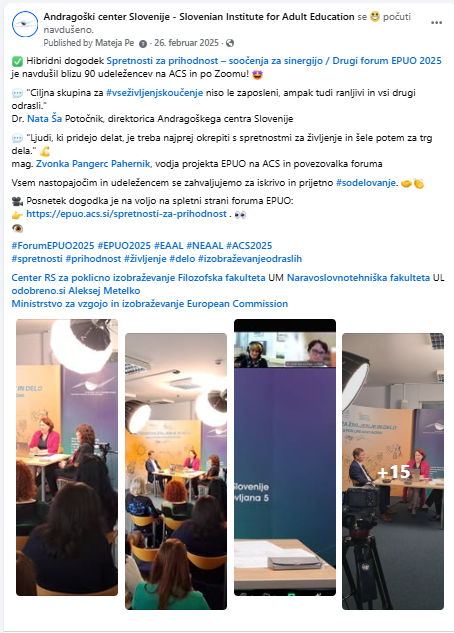 Andragoški center Slovenije - Slovenian Institute for Adult Education se 😀 počuti
navdušeno.
Published by Mateja Pe · 26. februar 2025 ·
✅ Hibridni dogodek Spretnosti za prihodnost – soočenja za sinergijo / Drugi forum EPUO 2025
je navdušil blizu 90 udeležencev na ACS in po Zoomu! 🤩
💬 "Ciljna skupina za #vseživljenjskoučenje niso le zaposleni, ampak tudi ranljivi in vsi drugi
odrasli."
Dr. Nata Ša Potočnik, direktorica Andragoškega centra Slovenije
💬 "Ljudi, ki pridejo delat, je treba najprej okrepiti s spretnostmi za življenje in šele potem za trg
dela." 💪
mag. Zvonka Pangerc Pahernik, vodja projekta EPUO na ACS in povezovalka foruma
Vsem nastopajočim in udeležencem se zahvaljujemo za iskrivo in prijetno #sodelovanje. 🤝👏
🎥 Posnetek dogodka je na voljo na spletni strani foruma EPUO:
👉 https://epuo.acs.si/spretnosti-za-prihodnost . 👀
👁
#ForumEPUO2025 #EPUO2025 #EAAL #NEAAL #ACS2025
#spretnosti #prihodnost #življenje #delo #izobraževanjeodraslih
Center RS za poklicno izobraževanje Filozofska fakulteta UM Naravoslovnotehniška fakulteta UL
odobreno.si Aleksej Metelko
Ministrstvo za vzgojo in izobraževanje European Commission
IN DELO
ZA ŽIVLJENJE IN DELO
Slovenije
vljana 5
+15